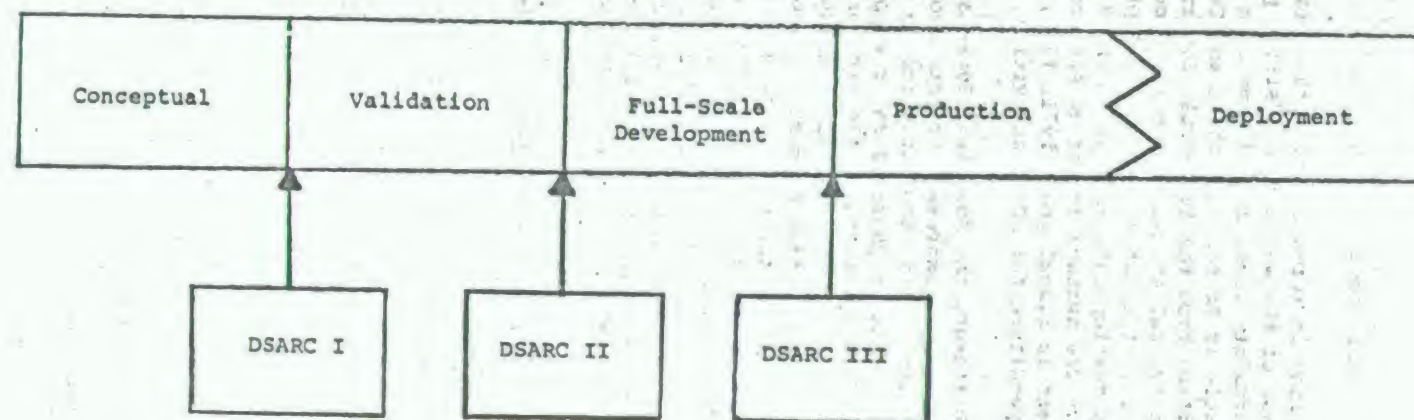 Conceptual
Validation
Full-Scale
Development
Production
Deployment
DSARC I
DSARC II
DSARC III